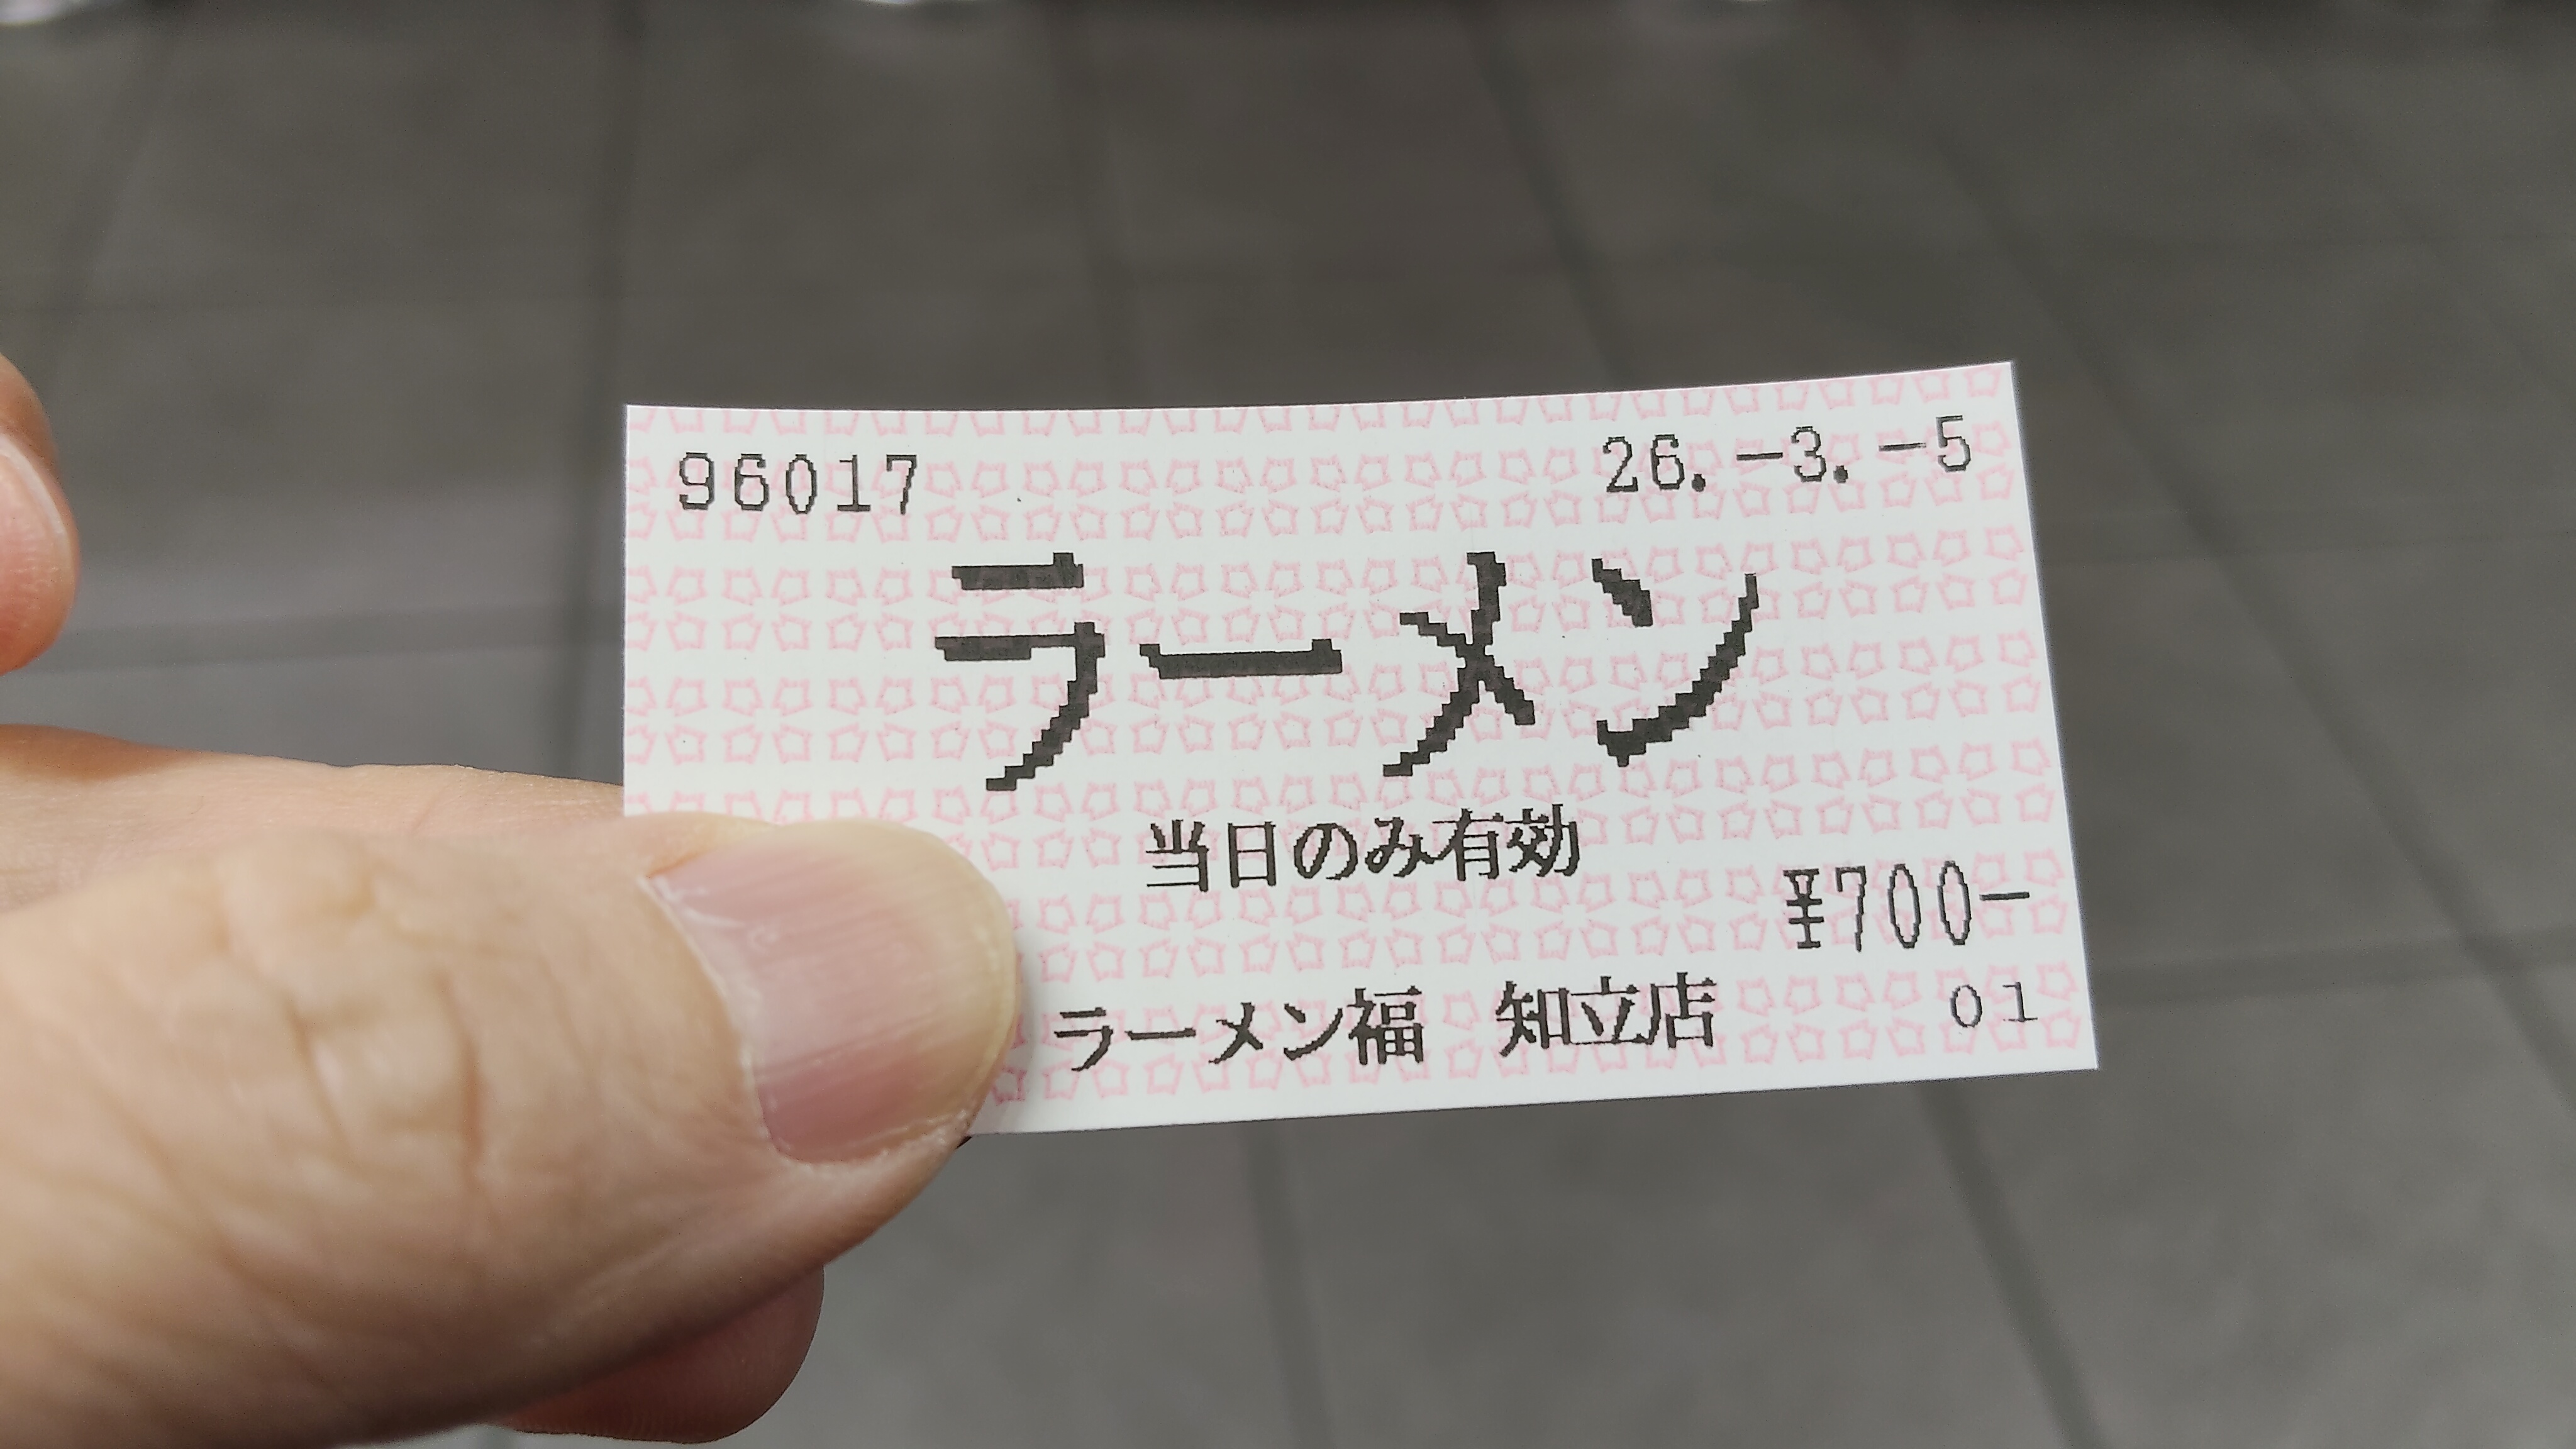 96017 26.-3.-5
ラーメン
当日のみ有効
¥700-
ラーメン福 知立店 01